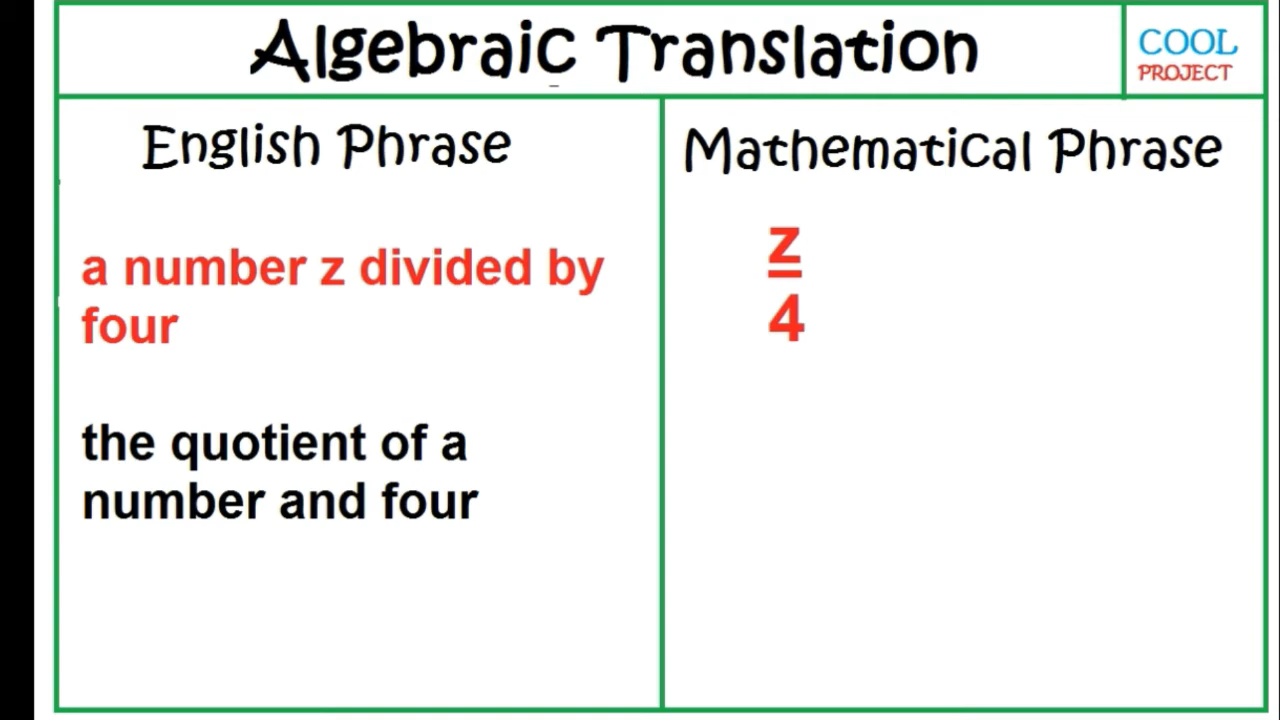 Algebraic Translation
COOL
PROJECT
English Phrase
Mathematical Phrase
a number z divided by
four
z
4
the quotient of a
number and four